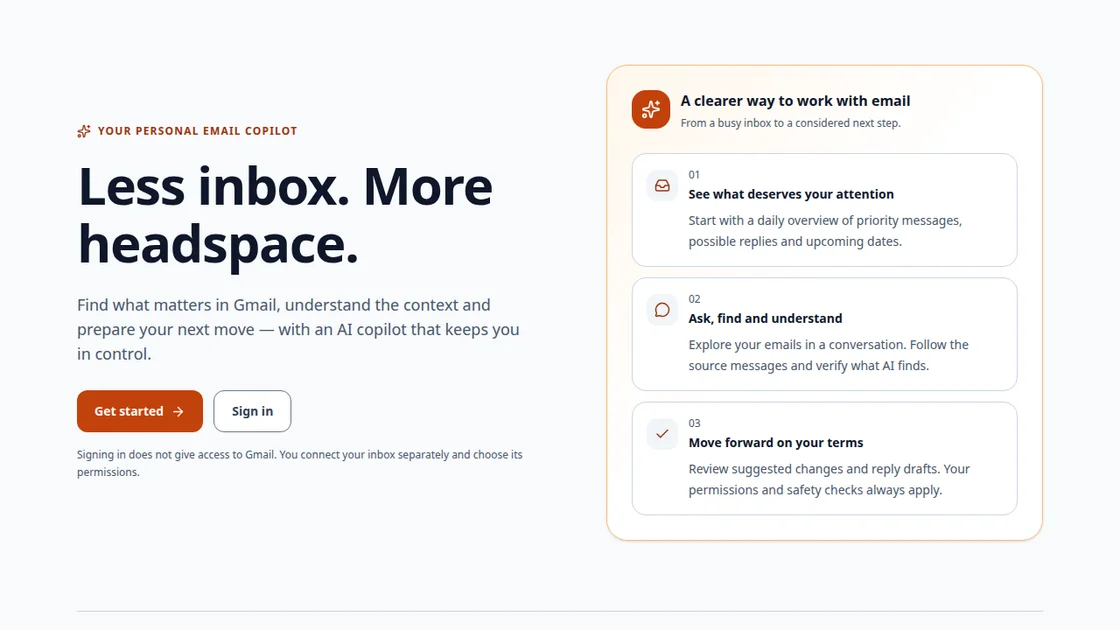 YOUR PERSONAL EMAIL COPILOT
Less inbox. More
headspace.
Find what matters in Gmail, understand the context and
prepare your next move — with an AI copilot that keeps you
in control.
Get started
Sign in
Signing in does not give access to Gmail. You connect your inbox separately and choose its
permissions.
A clearer way to work with email
From a busy inbox to a considered next step.
01
See what deserves your attention
Start with a daily overview of priority messages,
possible replies and upcoming dates.
02
Ask, find and understand
Explore your emails in a conversation. Follow the
source messages and verify what AI finds.
03
Move forward on your terms
Review suggested changes and reply drafts. Your
permissions and safety checks always apply.